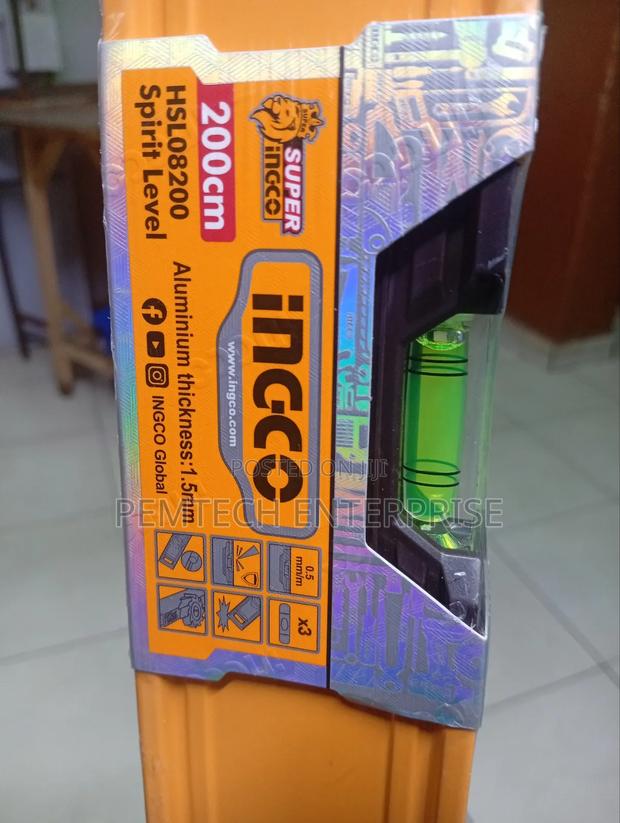 SUPER
INGCO
200cm
HSL08200
Spirit Level
INGCO
www.ingco.com
Aluminium thickness:1.5mm
INGCO Global
0.5
mm/m
x3
POSTED ON JIJI
PEMTECH ENTERPRISE